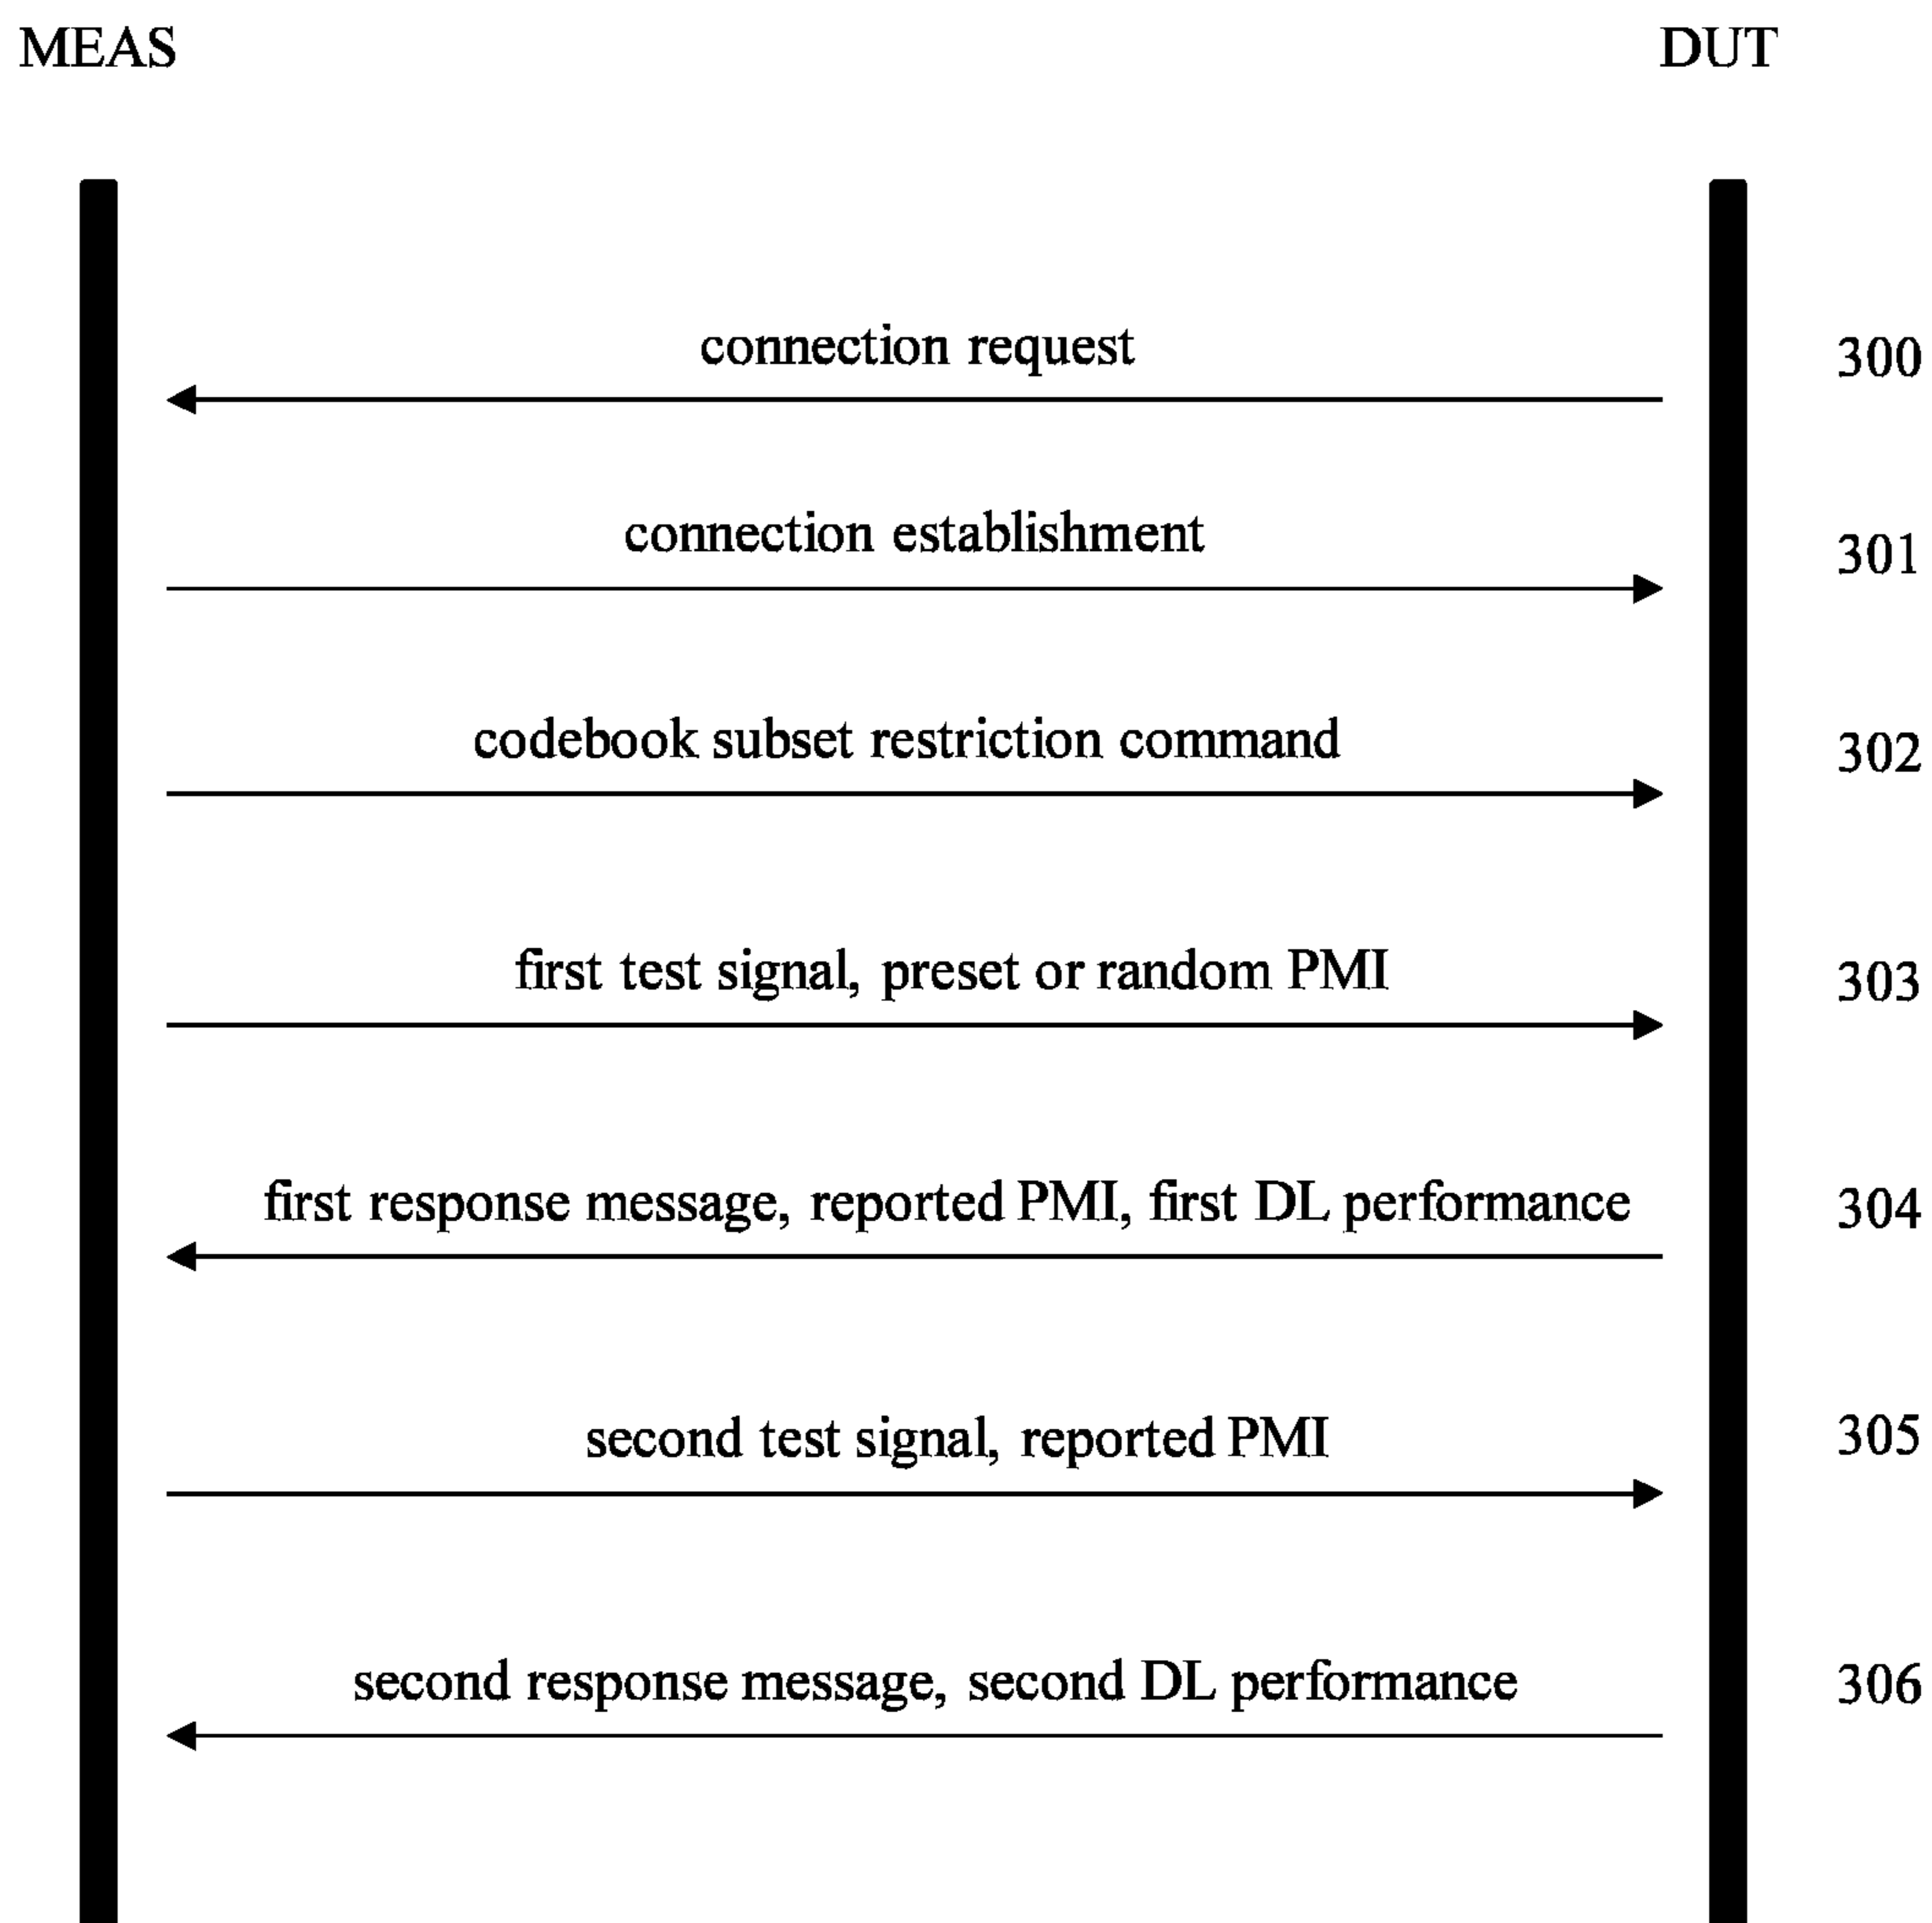 MEAS DUT
connection request 300
connection establishment 301
codebook subset restriction command 302
first test signal, preset or random PMI 303
first response message, reported PMI, first DL performance 304
second test signal, reported PMI 305
second response message, second DL performance 306